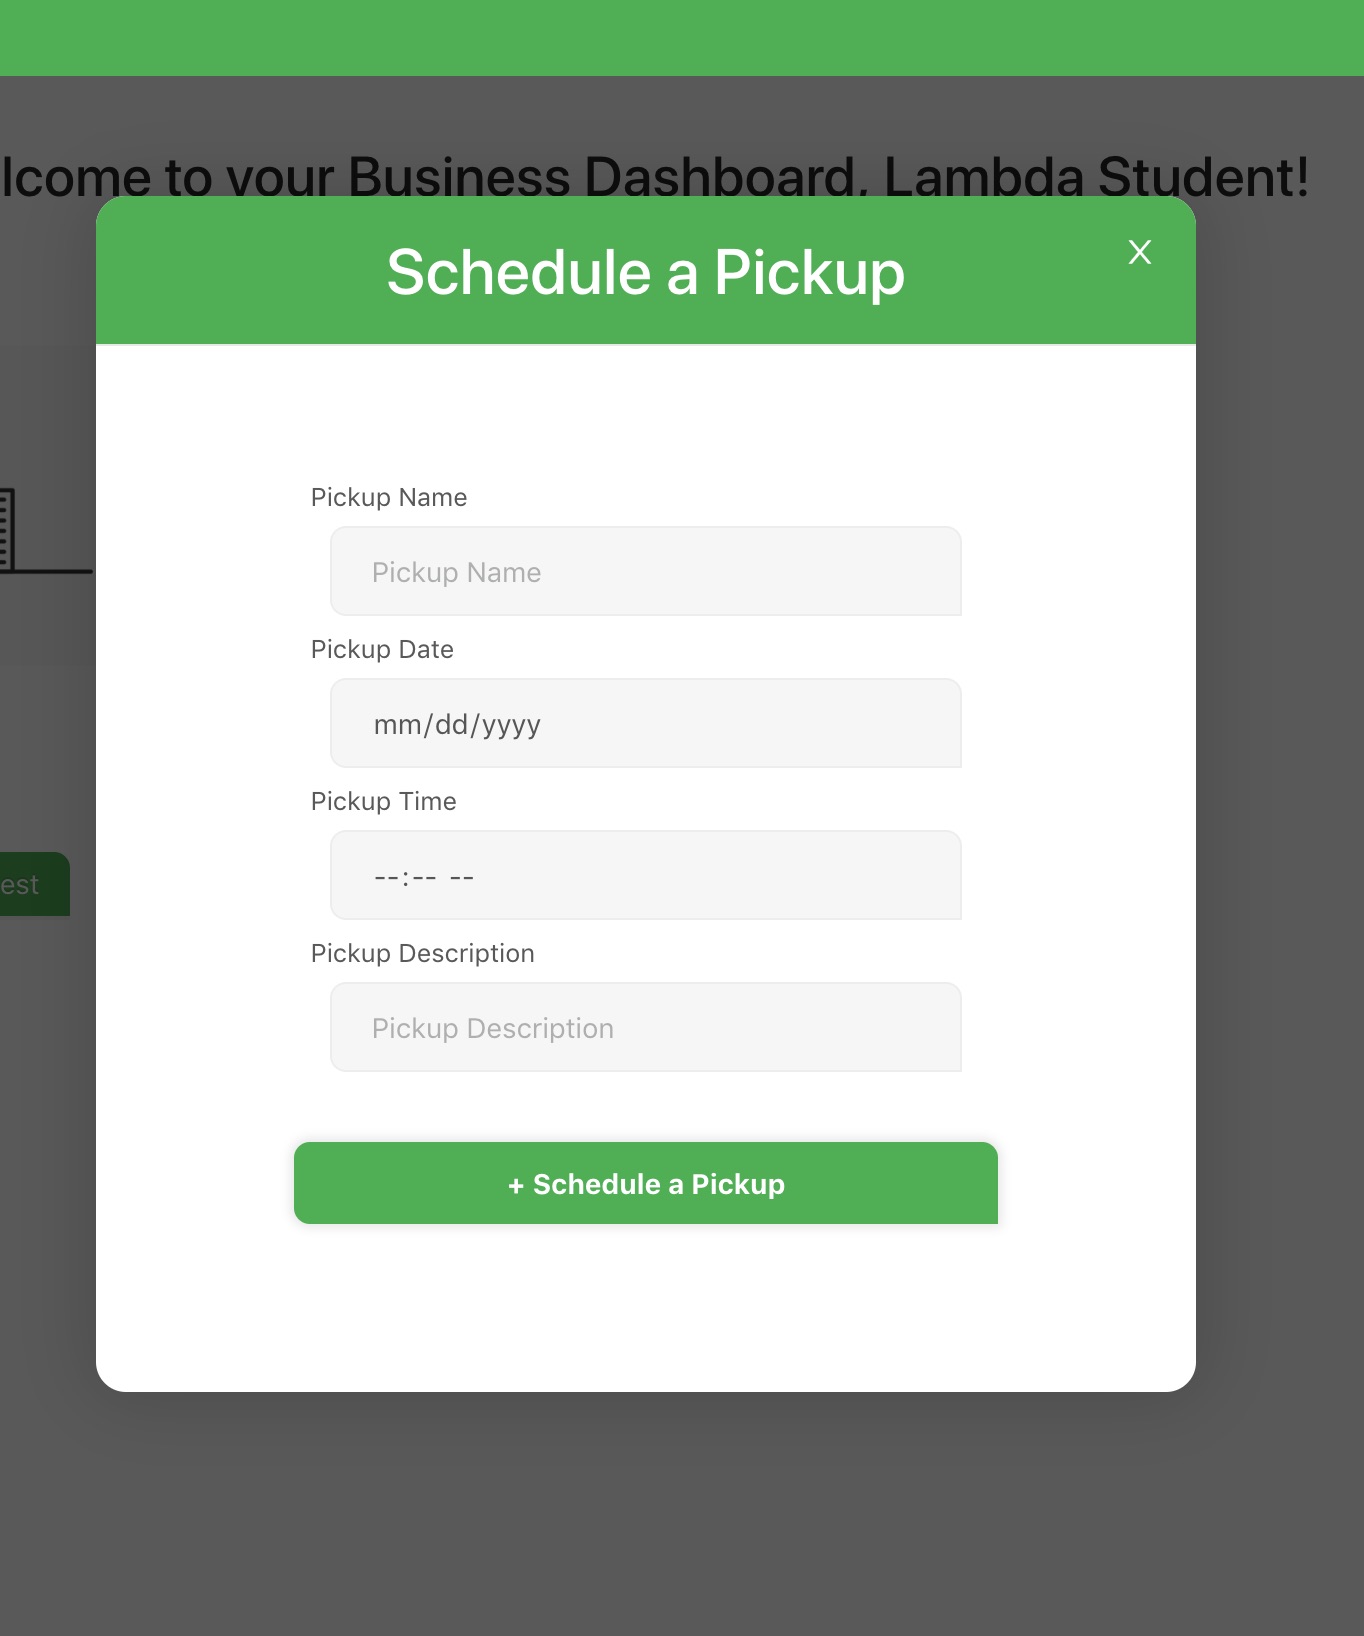 lcome to your Business Dashboard, Lambda Student!
Schedule a Pickup
X
Pickup Name
Pickup Name
Pickup Date
mm/dd/yyyy
Pickup Time
--:-- --
est
Pickup Description
Pickup Description
+ Schedule a Pickup